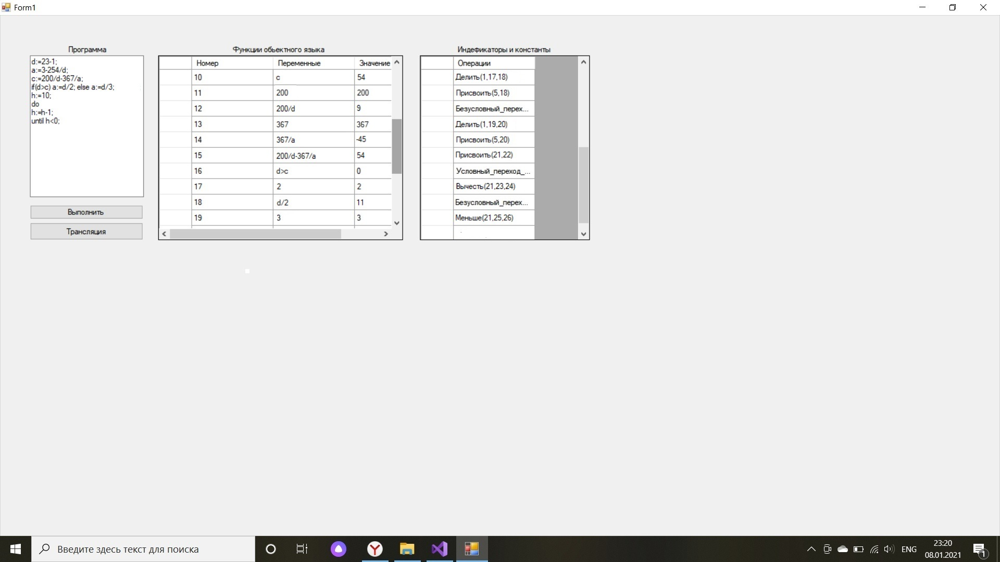 Form1
Программа
d:=23-1;
a:=3-254/d;
c:=200/d-367/a;
if(d>c) a:=d/2; else a:=d/3;
h:=10;
do
h:=h-1;
until h<0;
Выполнить
Трансляция
Функции обьектного языка
Номер Переменные Значение
10 c 54
11 200 200
12 200/d 9
13 367 367
14 367/a -45
15 200/d-367/a 54
16 d>c 0
17 2 2
18 d/2 11
19 3 3
Индефикаторы и константы
Операции
Делить(1,17,18)
Присвоить(5,18)
Безусловный_перех...
Делить(1,19,20)
Присвоить(5,20)
Присвоить(21,22)
Условный_переход_...
Вычесть(21,23,24)
Безусловный_перех...
Меньше(21,25,26)
Введите здесь текст для поиска
ENG
23:20
08.01.2021
1